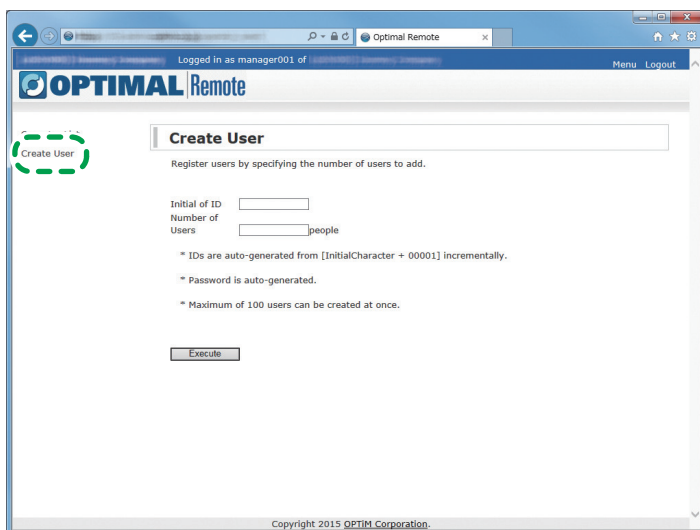 Optimal Remote
Logged in as manager001 of
Menu Logout
OPTIMAL Remote
Create User
Create User
Register users by specifying the number of users to add.
Initial of ID
Number of
Users people
* IDs are auto-generated from [InitialCharacter + 00001] incrementally.
* Password is auto-generated.
* Maximum of 100 users can be created at once.
Execute
Copyright 2015 OPTiM Corporation.